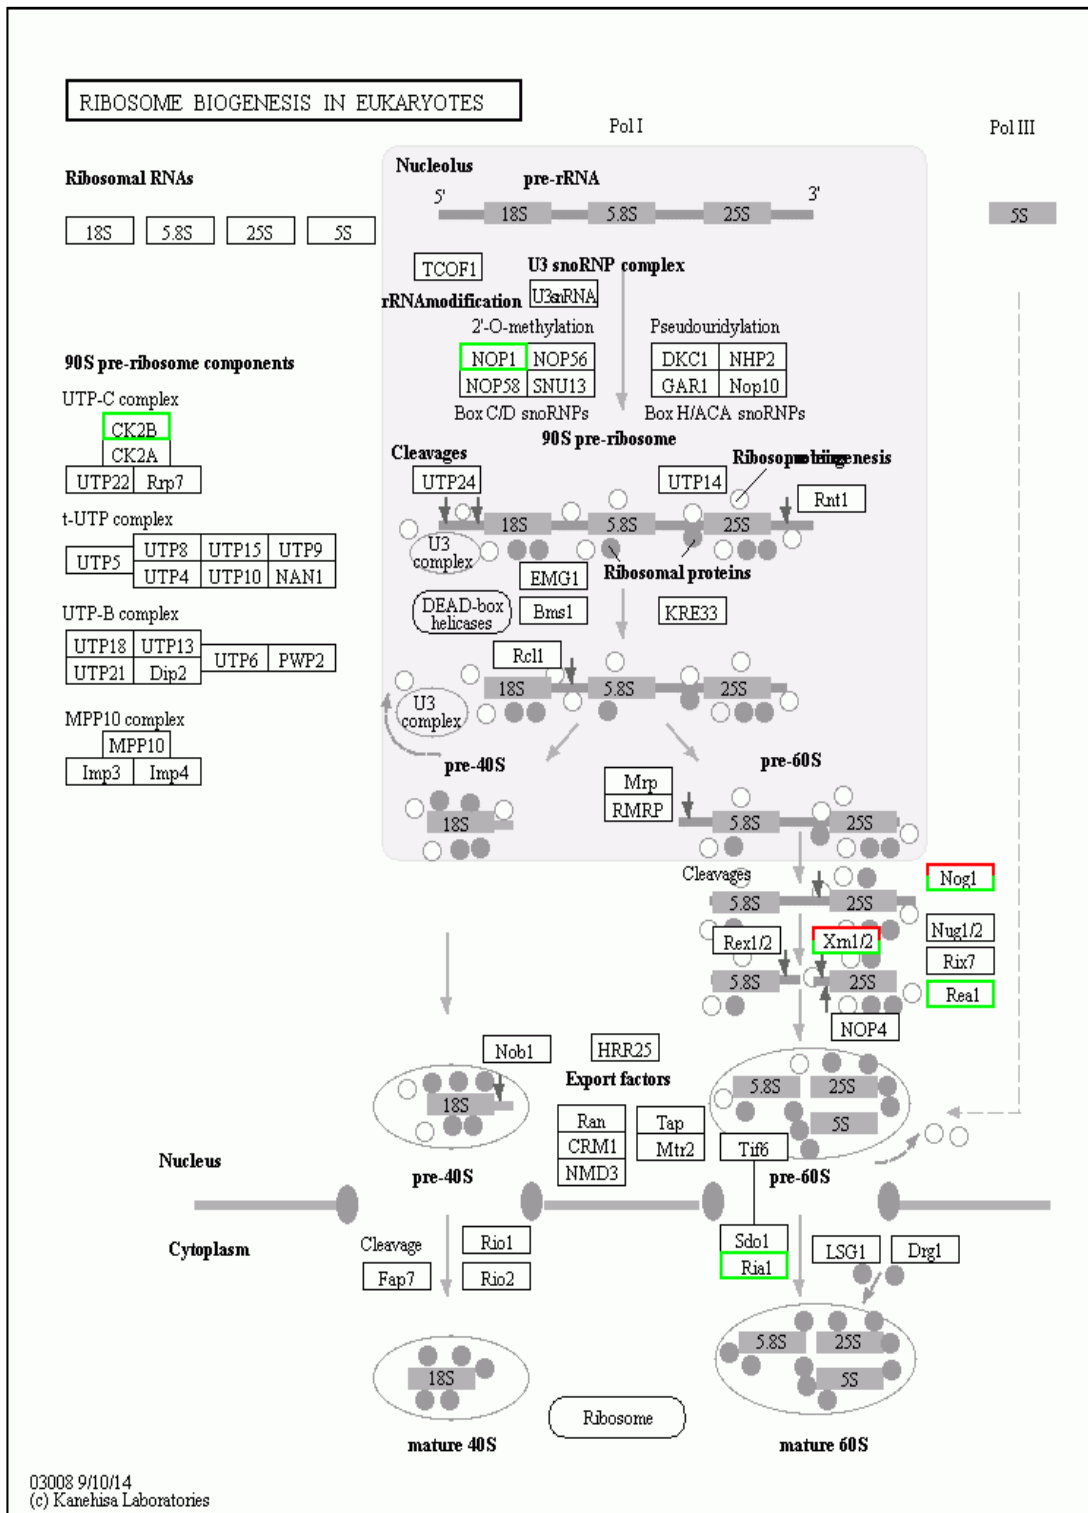 RIBOSOME BIOGENESIS IN EUKARYOTES
Pol I
Pol III
Ribosomal RNAs
18S 5.8S 25S 5S
Nucleolus
pre-rRNA
5' 3'
18S 5.8S 25S
5S
TCOF1
U3 snoRNP complex
U3snRNA
rRNAmodification
2'-O-methylation
NOP1 NOP56
NOP58 SNU13
Box C/D snoRNPs
Pseudouridylation
DKC1 NHP2
GAR1 Nop10
Box H/ACA snoRNPs
90S pre-ribosome components
UTP-C complex
CK2B
CK2A
UTP22 Rrp7
t-UTP complex
UTP5
UTP8 UTP15 UTP9
UTP4 UTP10 NAN1
UTP-B complex
UTP18 UTP13
UTP21 Dip2
UTP6 PWP2
MPP10 complex
MPP10
Imp3 Imp4
90S pre-ribosome
Cleavages
UTP24
UTP14
Rnt1
18S 5.8S 25S
U3
complex
Ribosomal proteins
EMG1
Bms1
DEAD-box
helicases
KRE33
Rcl1
18S 5.8S 25S
U3
complex
pre-40S
pre-60S
Mrp
RMRP
18S
5.8S 25S
Cleavages
Nog1
5.8S 25S
Rex1/2
Xrn1/2
Nug1/2
Rix7
Rea1
5.8S 25S
NOP4
Nob1
HRR25
Export factors
18S
5.8S 25S
5S
Ran
CRM1
NMD3
Tap
Mtr2
Tif6
Nucleus
pre-40S
pre-60S
Cytoplasm
Cleavage
Fap7
Rio1
Rio2
Sdo1
Ria1
LSG1
Drg1
18S
5.8S 25S
5S
Ribosome
mature 40S
mature 60S
03008 9/10/14
(c) Kanehisa Laboratories